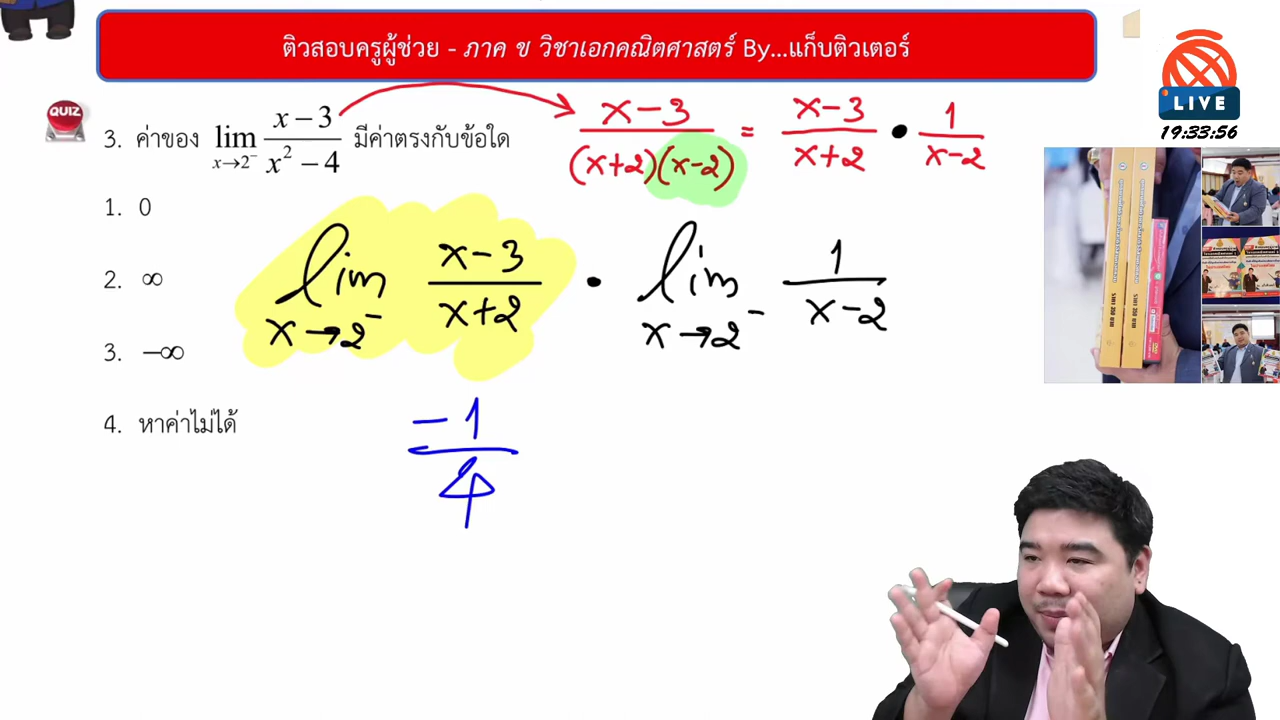 ติวสอบครูผู้ช่วย - ภาค ข วิชาเอกคณิตศาสตร์ By...แก็บติวเตอร์
LIVE
19:33:56
QUIZ
3. ค่าของ lim x→2⁻ (x − 3)/(x² − 4) มีค่าตรงกับข้อใด
(x−3)/((x+2)(x−2)) = (x−3)/(x+2) • 1/(x−2)
1. 0
2. ∞
3. −∞
4. หาค่าไม่ได้
lim x→2⁻ (x−3)/(x+2) • lim x→2⁻ 1/(x−2)
−1/4